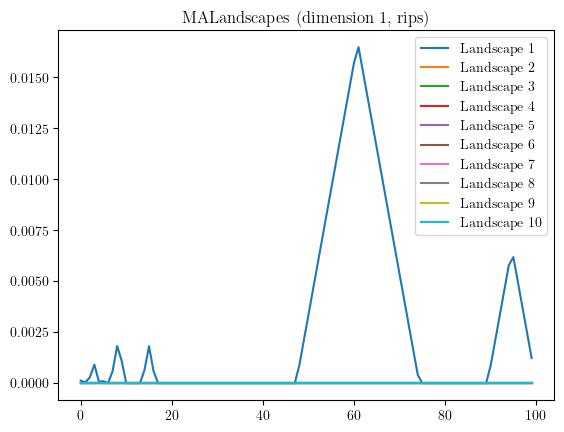 MALandscapes (dimension 1, rips)
0.0150
0.0125
0.0100
0.0075
0.0050
0.0025
0.0000
0 20 40 60 80 100
Landscape 1
Landscape 2
Landscape 3
Landscape 4
Landscape 5
Landscape 6
Landscape 7
Landscape 8
Landscape 9
Landscape 10